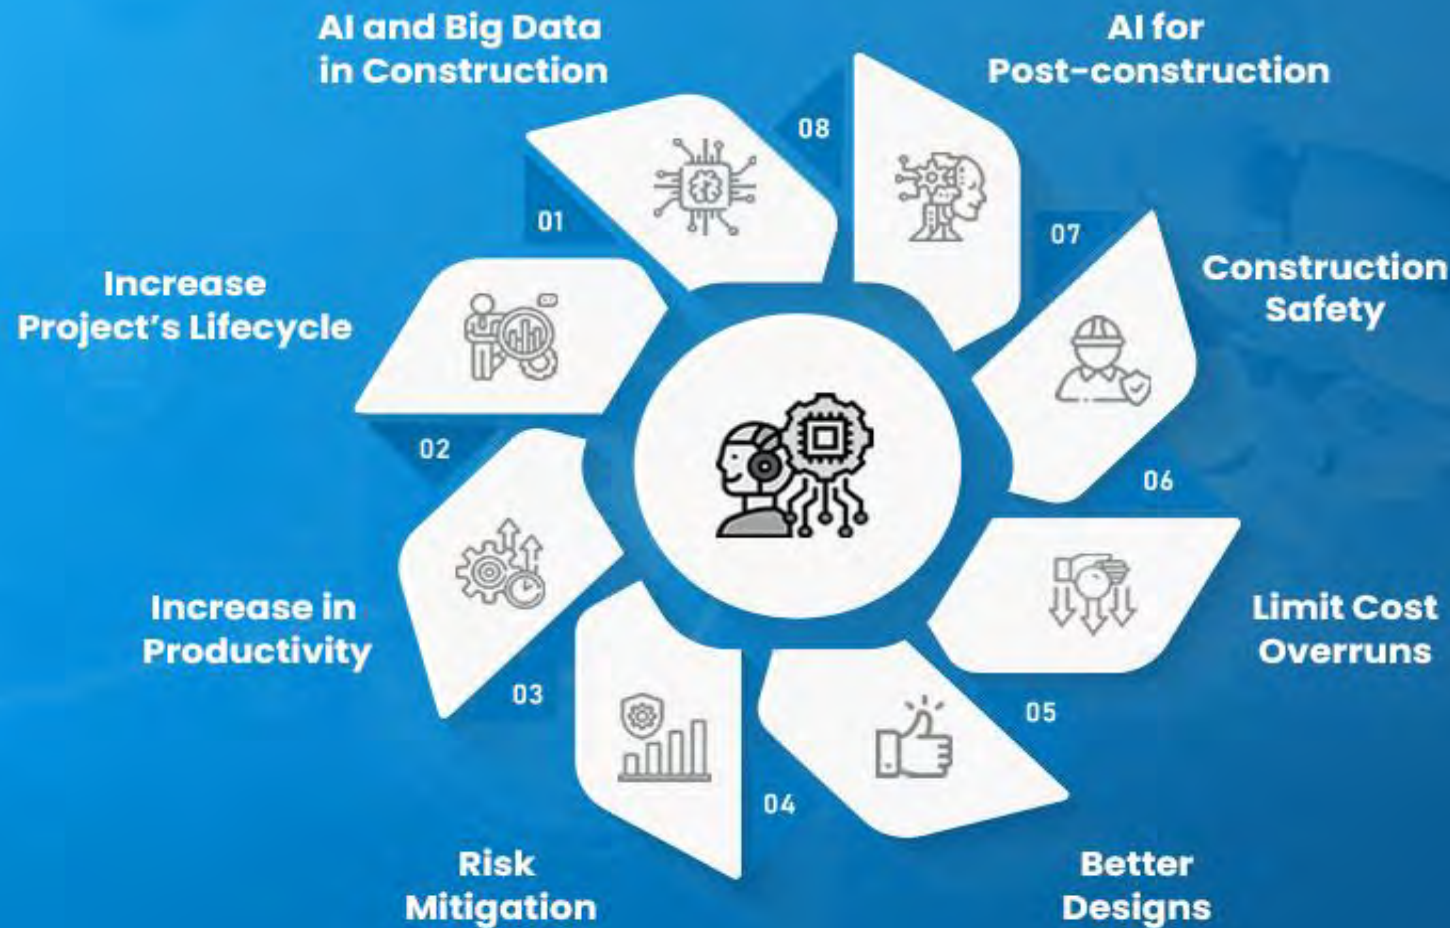 AI and Big Data
in Construction
AI for
Post-construction
08
01
07
Increase
Project's Lifecycle
Construction
Safety
02
06
Increase in
Productivity
Limit Cost
Overruns
03
05
04
Risk
Mitigation
Better
Designs